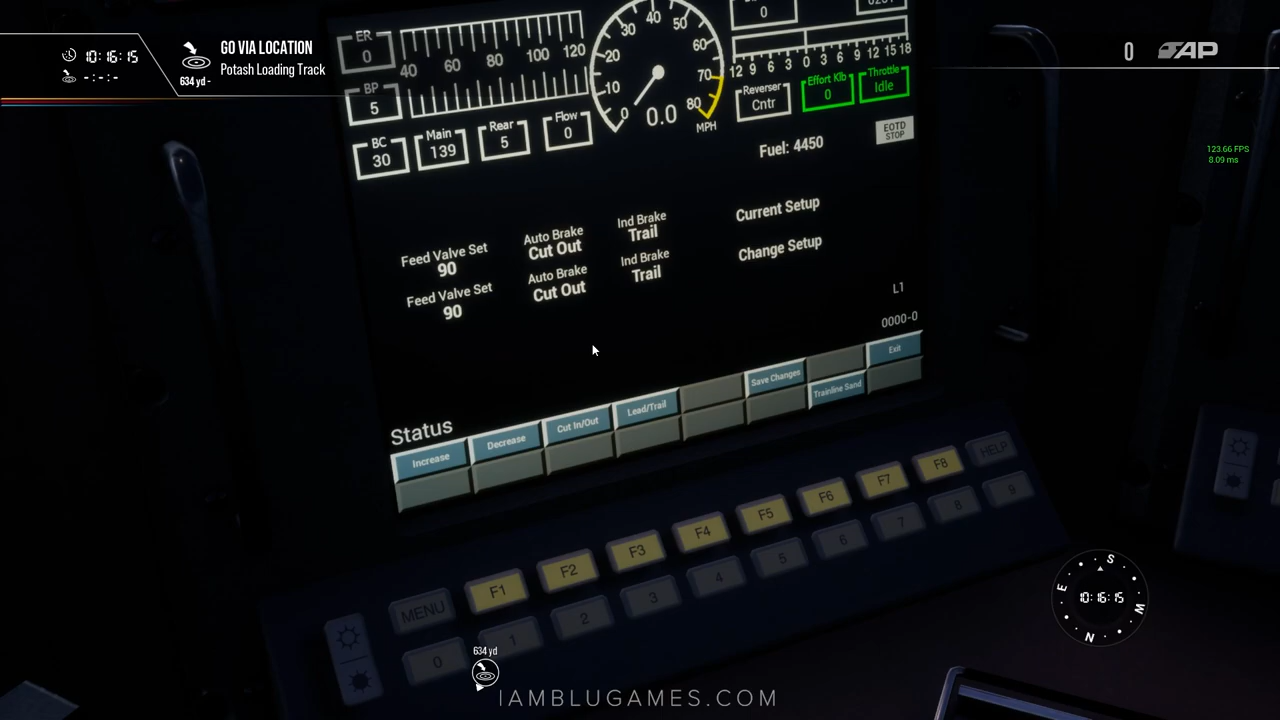 10:16:15
-:-:-
634 yd -
GO VIA LOCATION
Potash Loading Track
0 AP
123.66 FPS
8.09 ms
ER
0
40 60 80 100 120
BP
5
BC
30
Main
139
Rear
5
Flow
0
0 10 20 30 40 50 60 70 80
0.0
MPH
0
12 9 6 3 0 3 6 9 12 15 18
Reverser
Cntr
Effort Klb
0
Throttle
Idle
EOTD
STOP
Fuel: 4450
Feed Valve Set
90
Auto Brake
Cut Out
Ind Brake
Trail
Current Setup
Feed Valve Set
90
Auto Brake
Cut Out
Ind Brake
Trail
Change Setup
L1
0000-0
Status
Increase
Decrease
Cut In/Out
Lead/Trail
Save Changes
Trainline Sand
Exit
MENU F1 F2 F3 F4 F5 F6 F7 F8 HELP
0 1 2 3 4 5 6 7 8 9
634 yd
S
E
W
N
10:16:15
IAMBLUGAMES.COM